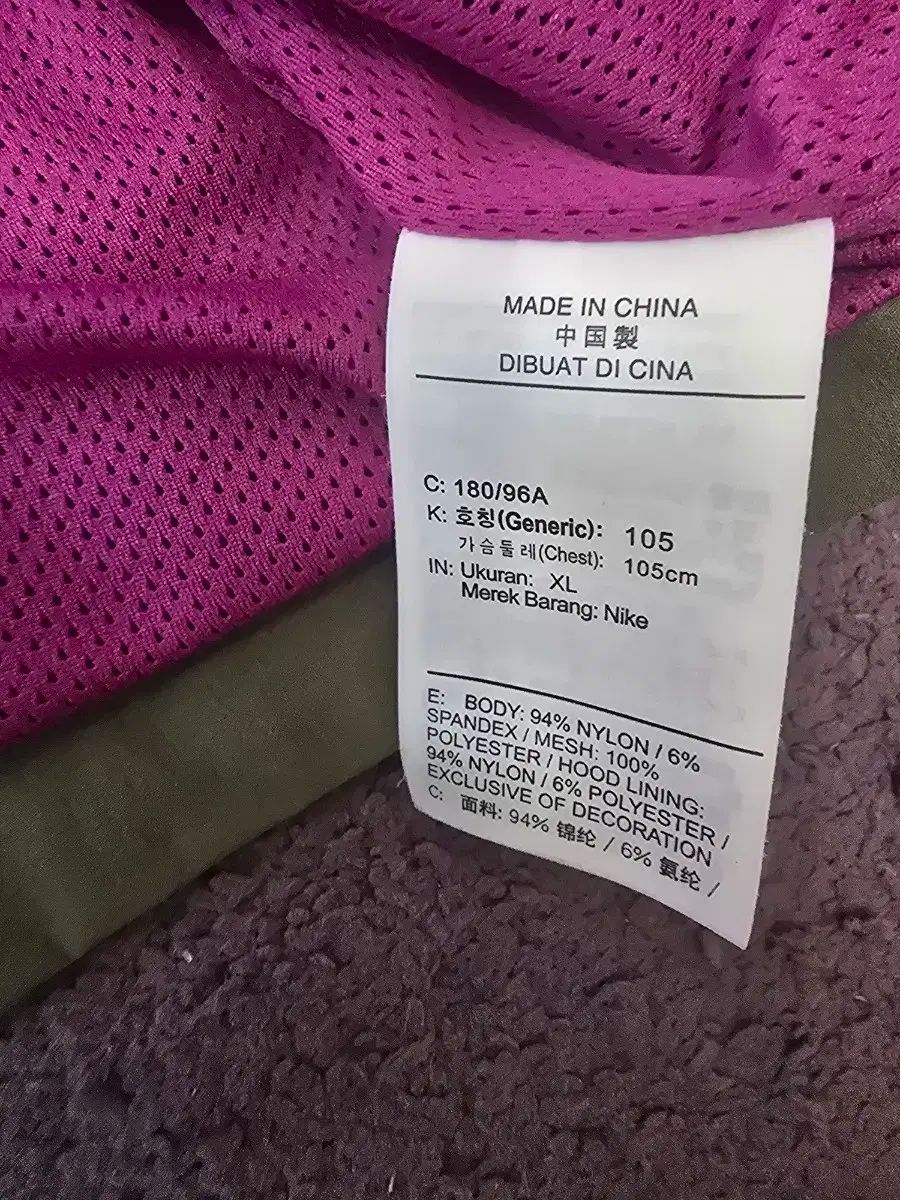 MADE IN CHINA
中国製
DIBUAT DI CINA
C: 180/96A
K: 호칭(Generic): 105
가슴둘레(Chest): 105cm
IN: Ukuran: XL
Merek Barang: Nike
E: BODY: 94% NYLON / 6%
SPANDEX / MESH: 100%
POLYESTER / HOOD LINING:
94% NYLON / 6% POLYESTER /
EXCLUSIVE OF DECORATION
C: 面料: 94% 锦纶 / 6% 氨纶 /